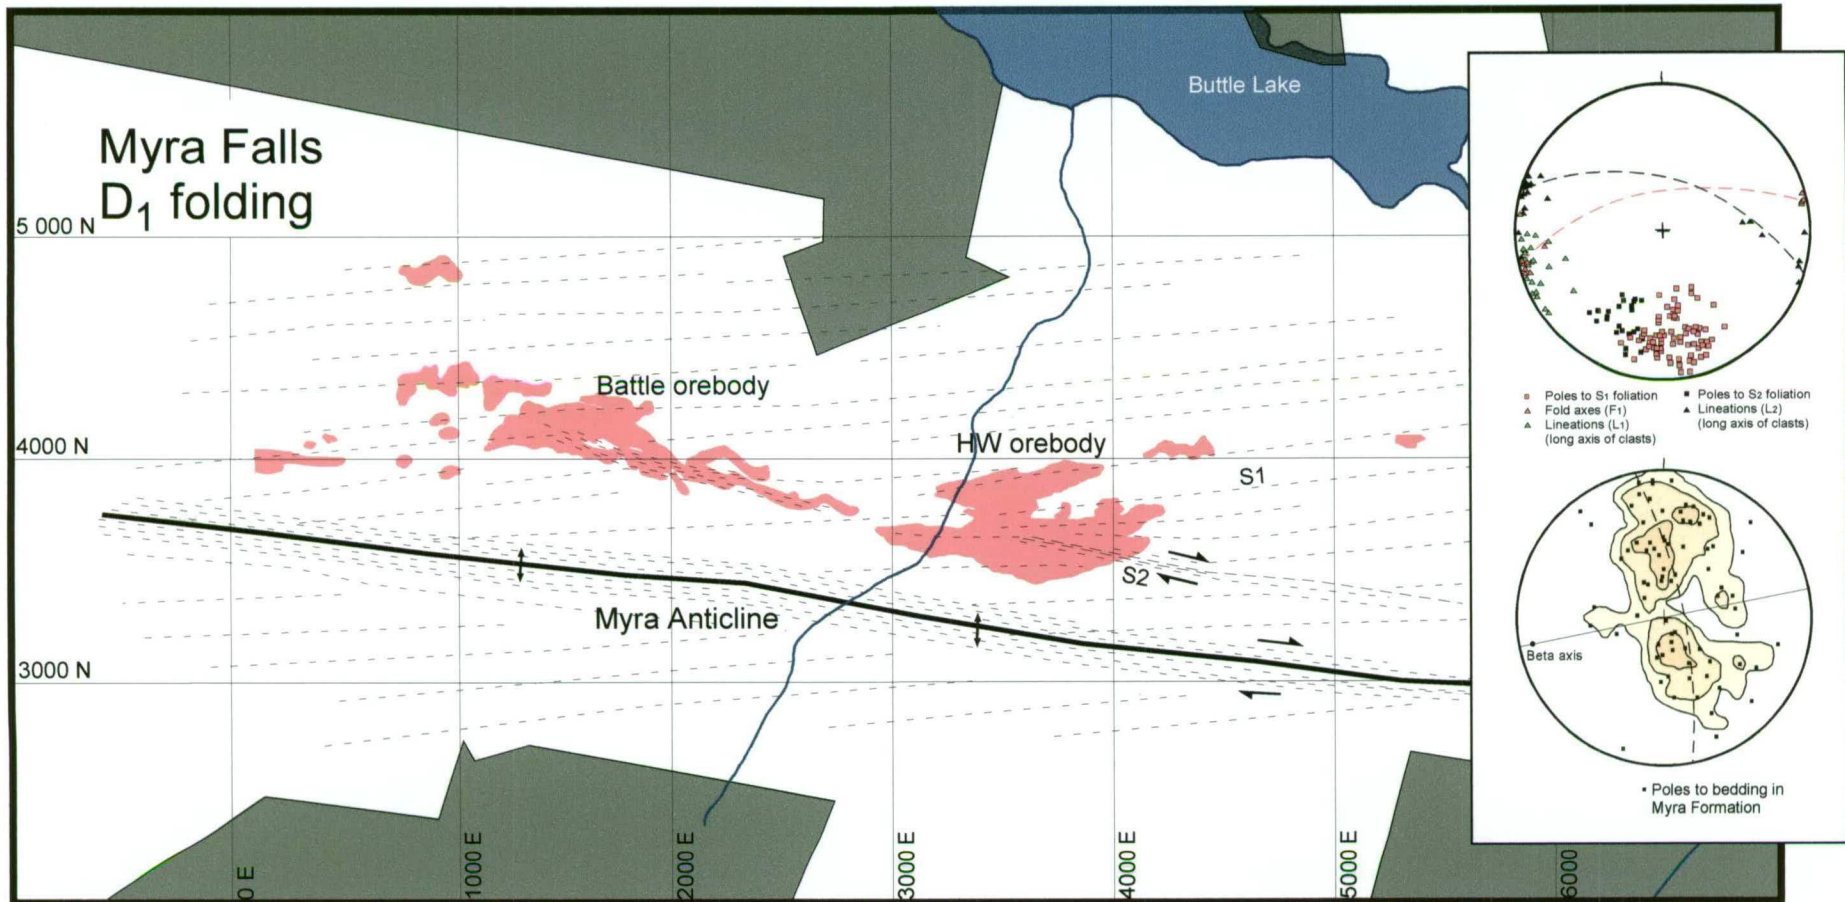 Myra Falls
D1 folding
Buttle Lake
5 000 N
Battle orebody
4000 N
HW orebody
S1
S2
Myra Anticline
3000 N
0 E
1000 E
2000 E
3000 E
4000 E
5000 E
6000
Poles to S1 foliation
Fold axes (F1)
Lineations (L1)
(long axis of clasts)
Poles to S2 foliation
Lineations (L2)
(long axis of clasts)
Beta axis
Poles to bedding in
Myra Formation